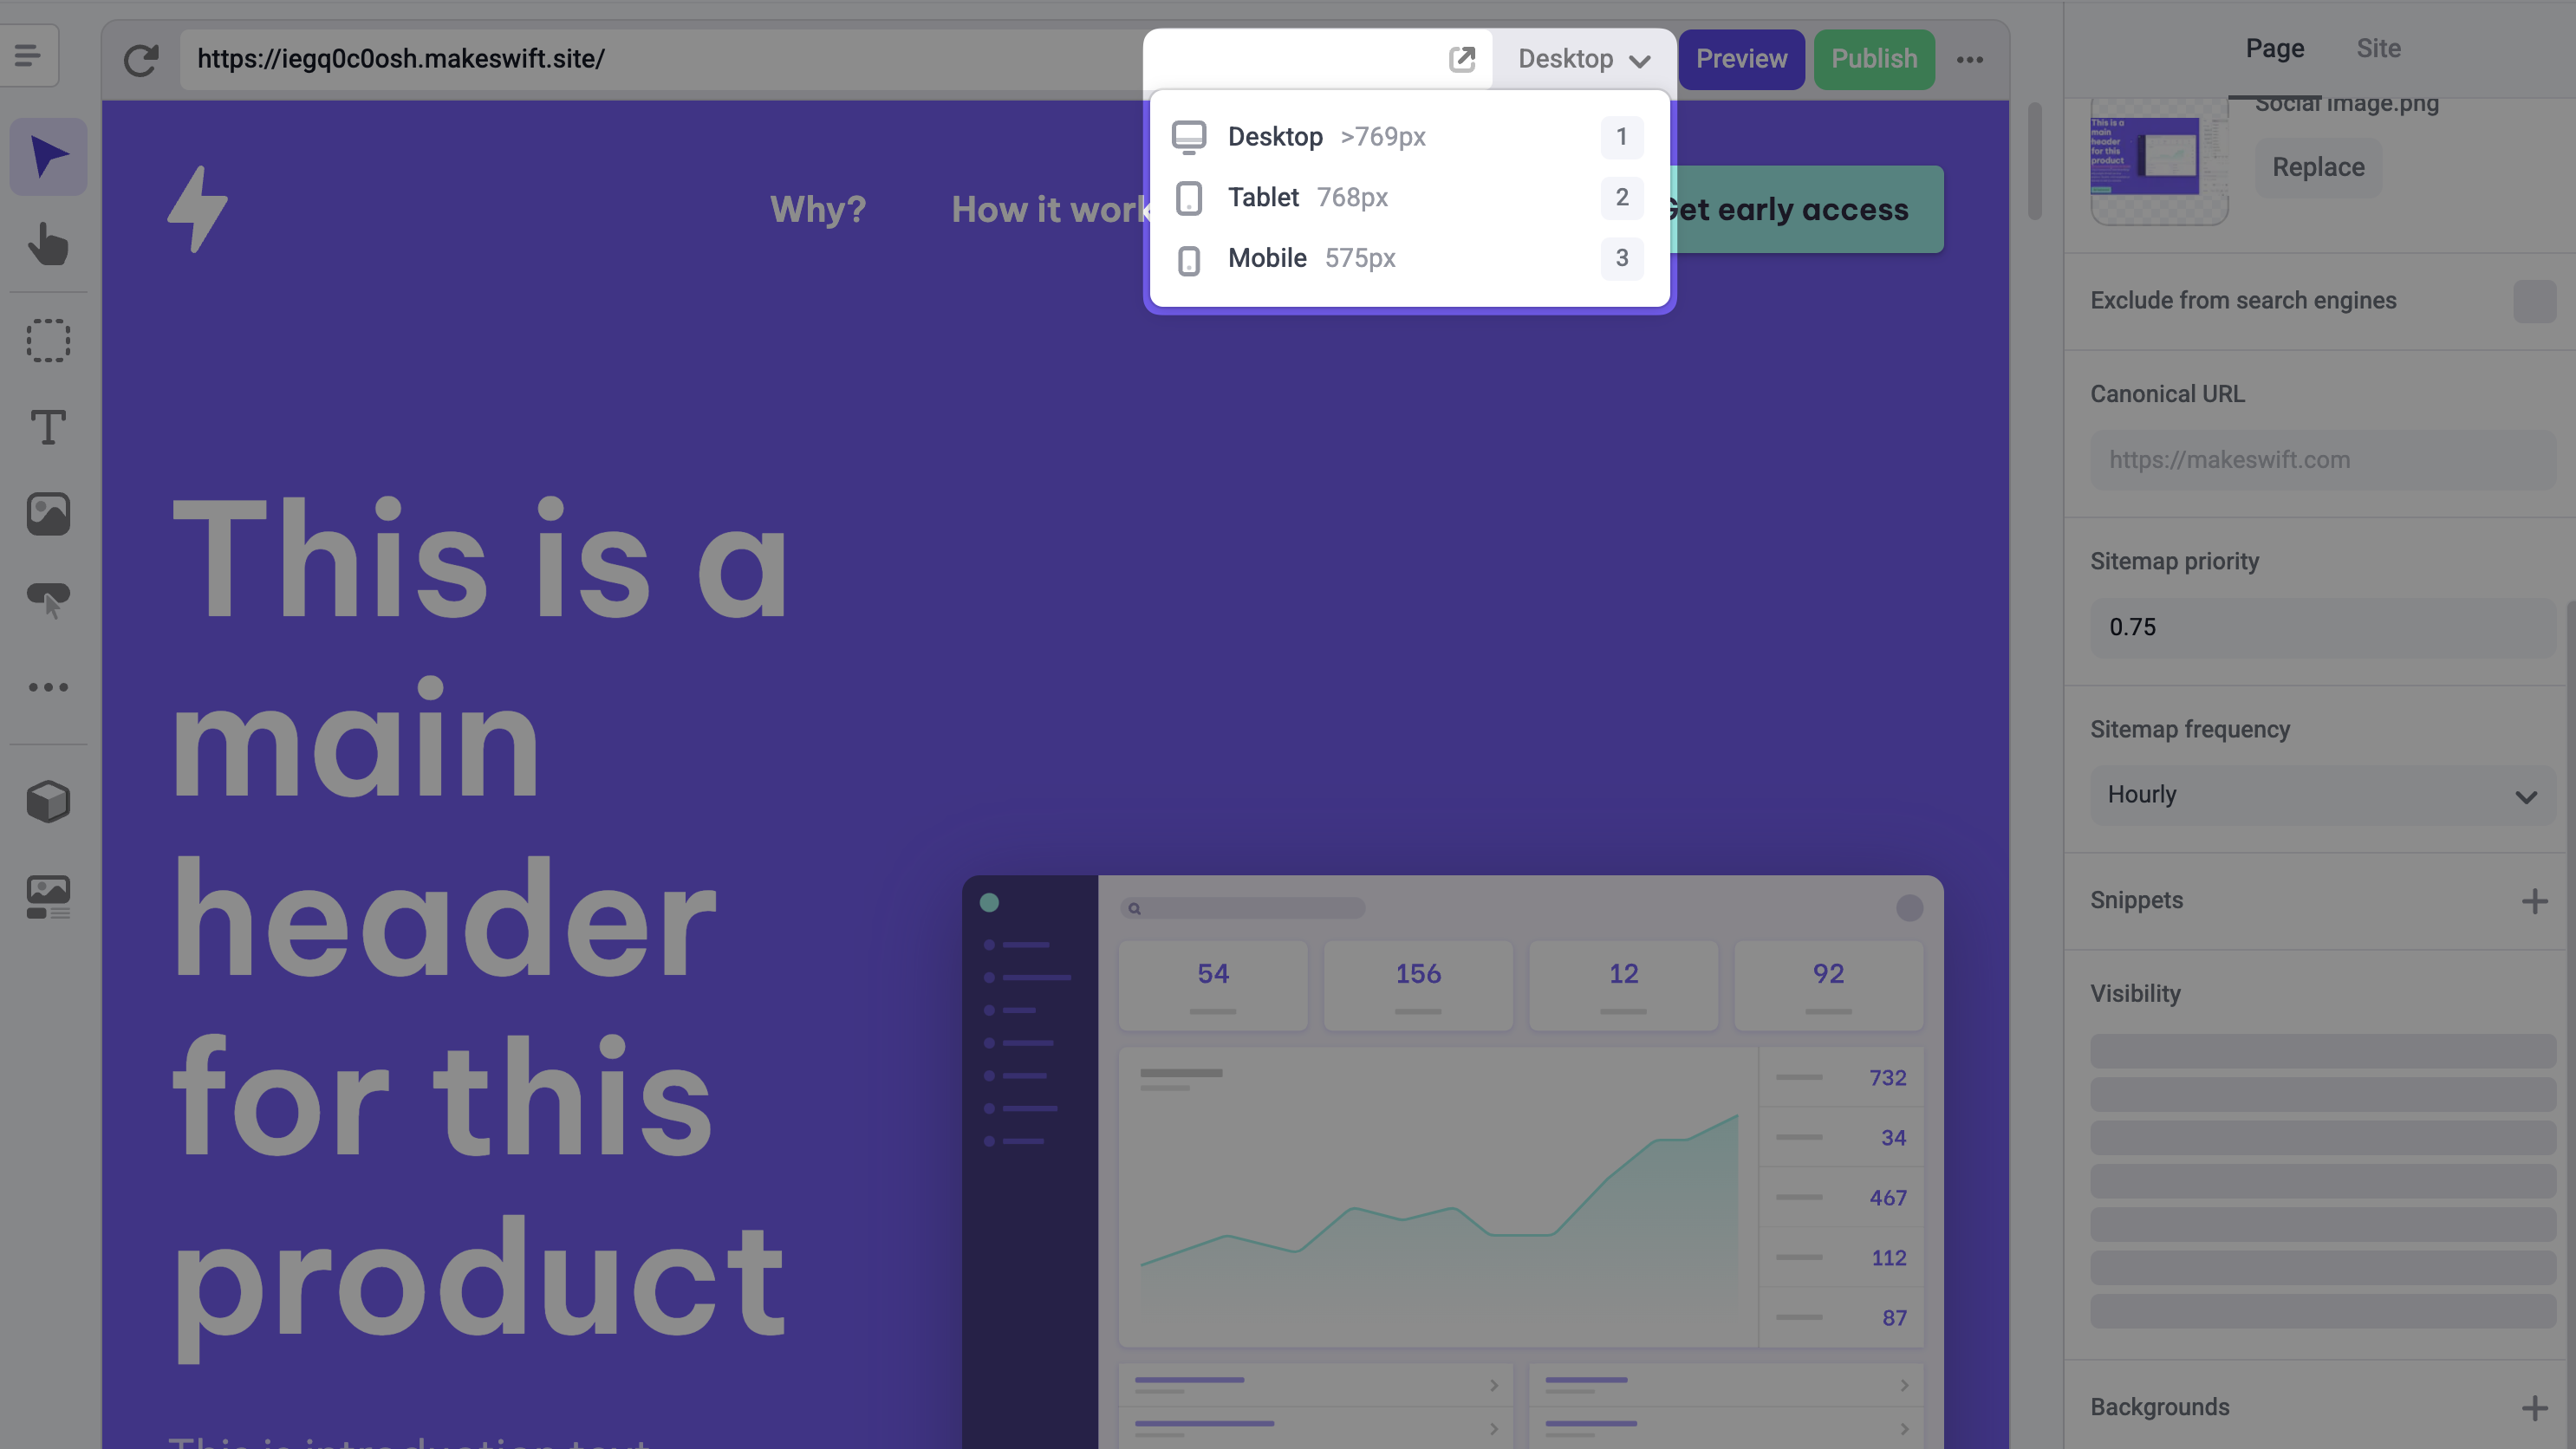 https://iegq0c0osh.makeswift.site/
Desktop
Preview
Publish
Page
Site
Desktop >769px 1
Tablet 768px 2
Mobile 575px 3
Why?
How it work
Get early access
This is a
main
header
for this
product
This is introduction text
54
156
12
92
732
34
467
112
87
Social image.png
This is a
main
header
for this
product
Replace
Exclude from search engines
Canonical URL
https://makeswift.com
Sitemap priority
0.75
Sitemap frequency
Hourly
Snippets
Visibility
Backgrounds